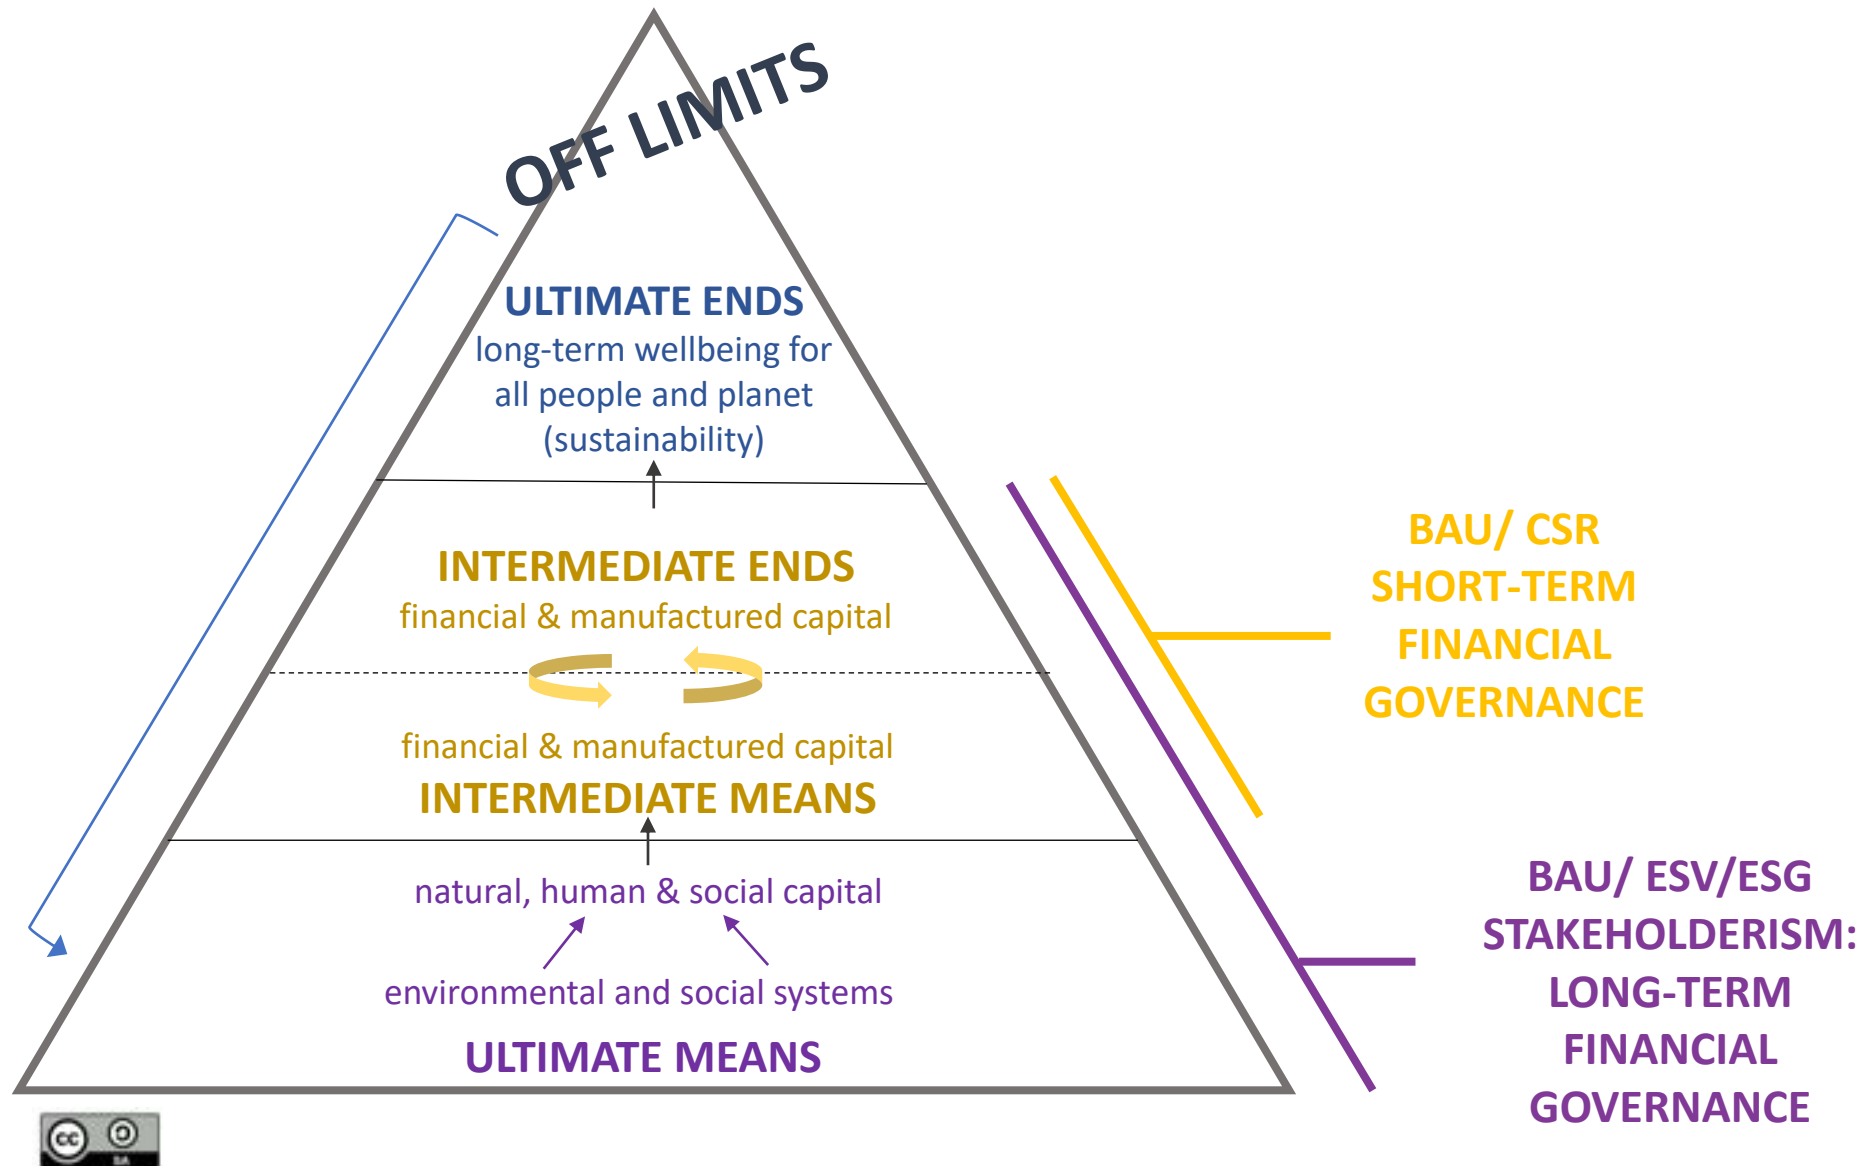 OFF LIMITS
ULTIMATE ENDS
long-term wellbeing for
all people and planet
(sustainability)
INTERMEDIATE ENDS
financial & manufactured capital
financial & manufactured capital
INTERMEDIATE MEANS
natural, human & social capital
environmental and social systems
ULTIMATE MEANS
BAU/ CSR
SHORT-TERM
FINANCIAL
GOVERNANCE
BAU/ ESV/ESG
STAKEHOLDERISM:
LONG-TERM
FINANCIAL
GOVERNANCE
cc
SA